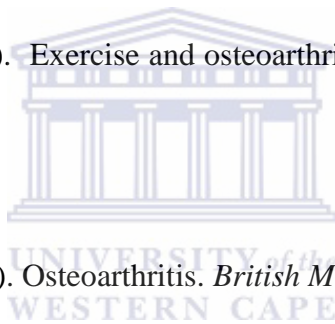 ). Exercise and osteoarthri
UNIVERSITY of the
). Osteoarthritis. British M
WESTERN CAPE